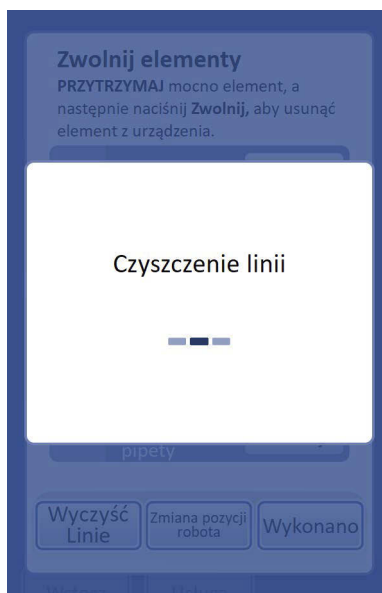 Zwolnij elementy
PRZYTRZYMAJ mocno element, a
następnie naciśnij Zwolnij, aby usunąć
element z urządzenia.
Czyszczenie linii
pipety
Wyczyść
Linie
Zmiana pozycji
robota
Wykonano